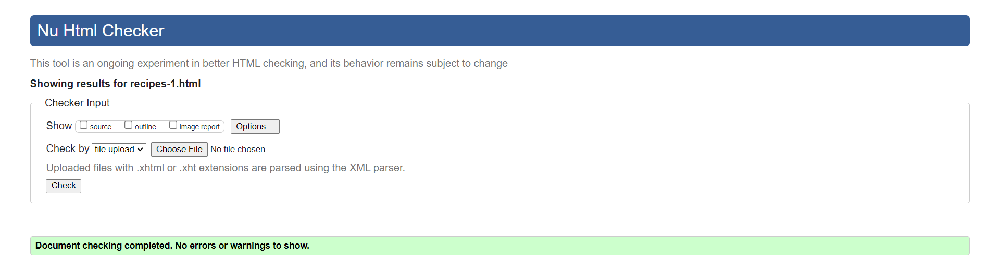 Nu Html Checker
This tool is an ongoing experiment in better HTML checking, and its behavior remains subject to change
Showing results for recipes-1.html
Checker Input
Show source outline image report Options...
Check by file upload Choose File No file chosen
Uploaded files with .xhtml or .xht extensions are parsed using the XML parser.
Check
Document checking completed. No errors or warnings to show.